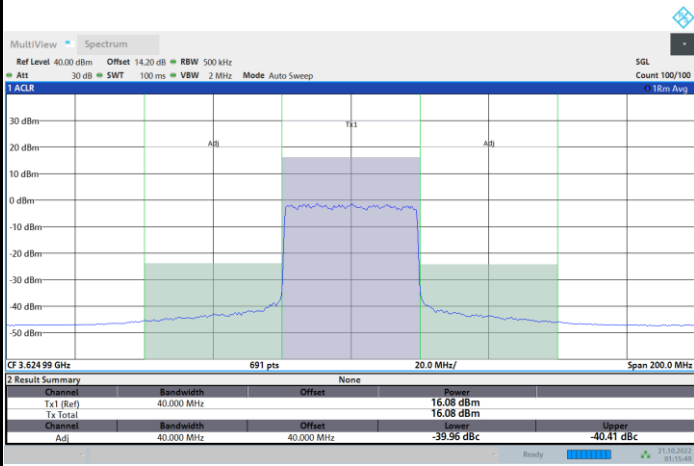 MultiView Spectrum
Ref Level 40.00 dBm Offset 14.20 dB RBW 500 kHz SGL
Att 30 dB SWT 100 ms VBW 2 MHz Mode Auto Sweep Count 100/100
1 ACLR 1Rm Avg
30 dBm
Tx1
20 dBm
Adj Adj
10 dBm
0 dBm
-10 dBm
-20 dBm
-30 dBm
-40 dBm
-50 dBm
CF 3.624 99 GHz 691 pts 20.0 MHz/ Span 200.0 MHz
2 Result Summary None
Channel Bandwidth Offset Power
Tx1 (Ref) 40.000 MHz 16.08 dBm
Tx Total 16.08 dBm
Channel Bandwidth Offset Lower Upper
Adj 40.000 MHz 40.000 MHz -39.96 dBc -40.41 dBc
Ready 21.10.2022
01:15:48